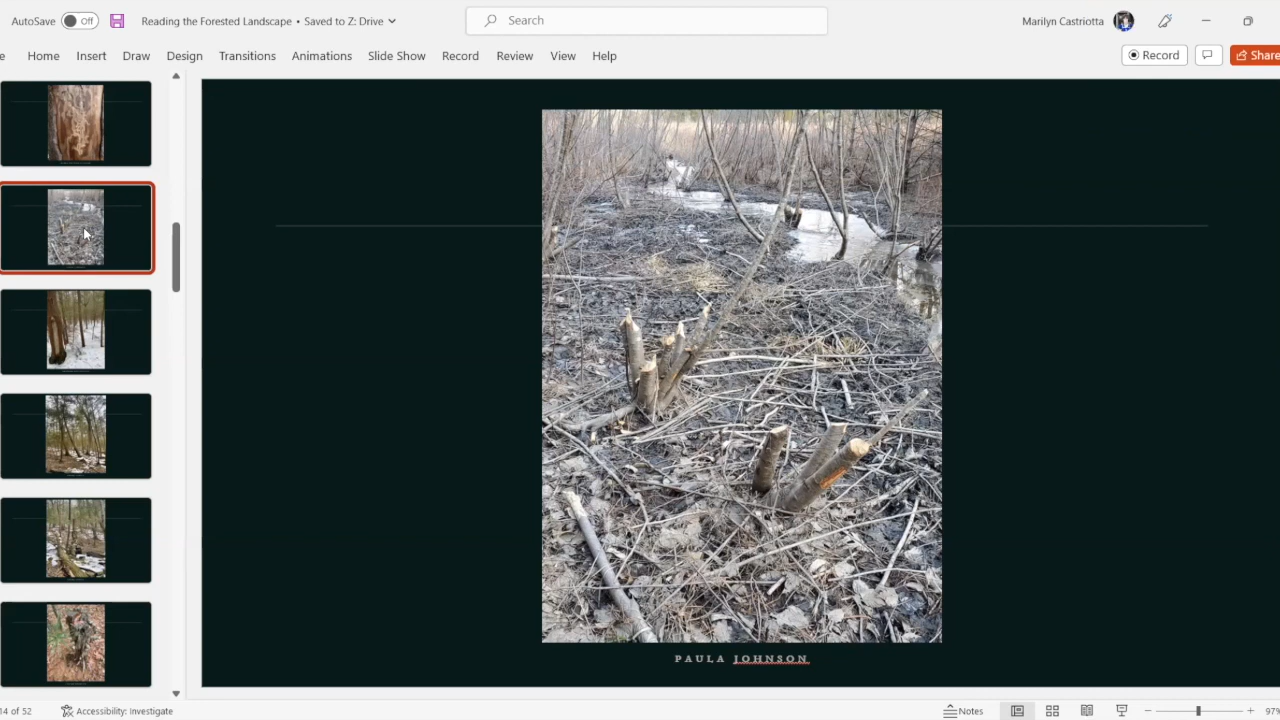 AutoSave Off Reading the Forested Landscape • Saved to Z: Drive Search Marilyn Castriotta
Home Insert Draw Design Transitions Animations Slide Show Record Review View Help Record Share
PAULA JOHNSON
14 of 52 Accessibility: Investigate Notes 97%